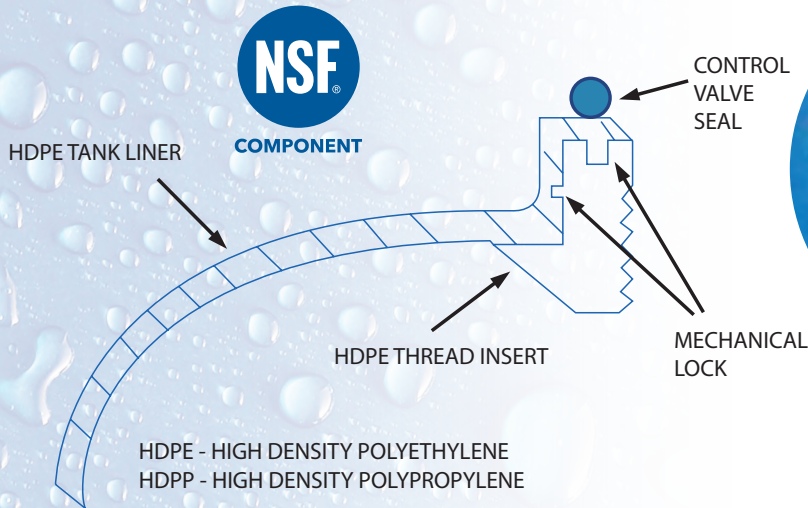 NSF®
COMPONENT
CONTROL
VALVE
SEAL
HDPE TANK LINER
HDPE THREAD INSERT
MECHANICAL
LOCK
HDPE - HIGH DENSITY POLYETHYLENE
HDPP - HIGH DENSITY POLYPROPYLENE